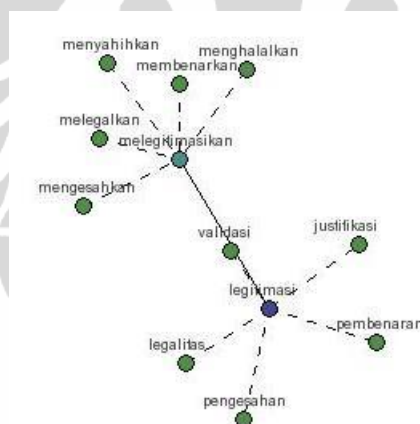 menyahihkan
menghalalkan
membenarkan
melegalkan
melegitimasikan
mengesahkan
validasi
justifikasi
legitimasi
pembenaran
legalitas
pengesahan